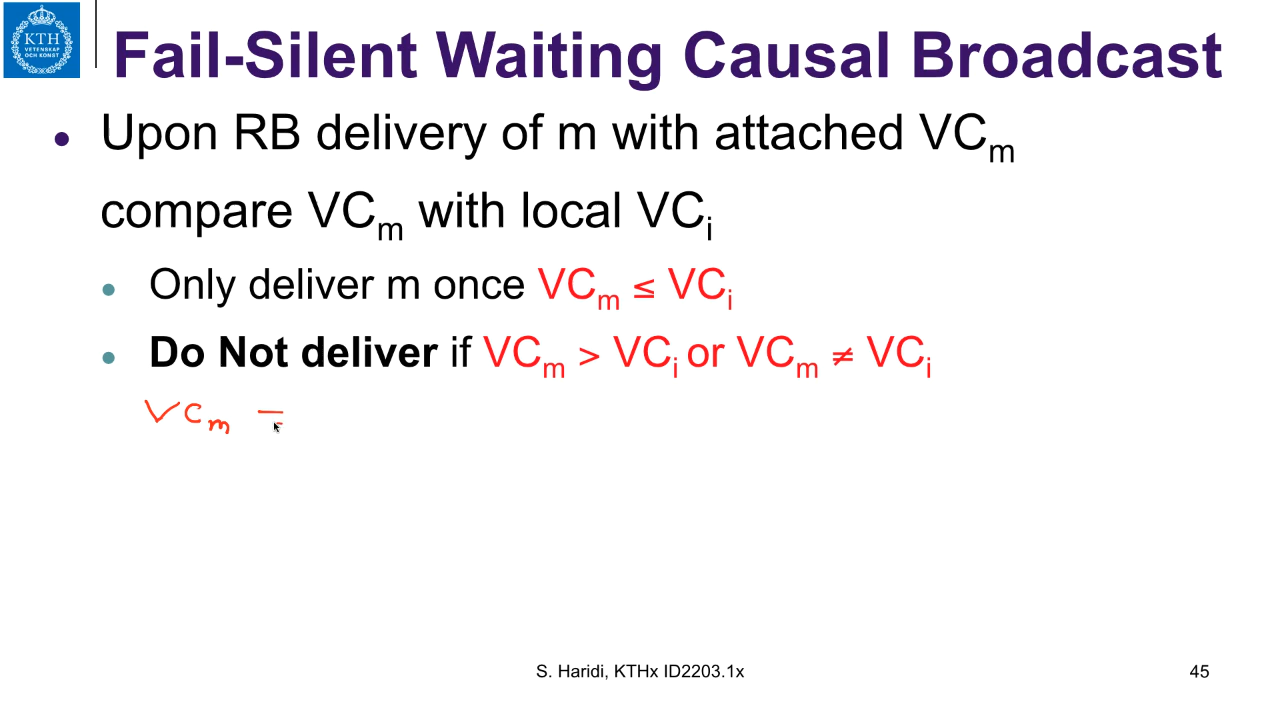 KTH
VETENSKAP
OCH KONST
Fail-Silent Waiting Causal Broadcast
• Upon RB delivery of m with attached VCₘ
compare VCₘ with local VCᵢ
• Only deliver m once VCₘ ≤ VCᵢ
• Do Not deliver if VCₘ > VCᵢ or VCₘ ≠ VCᵢ
VCₘ =
S. Haridi, KTHx ID2203.1x
45